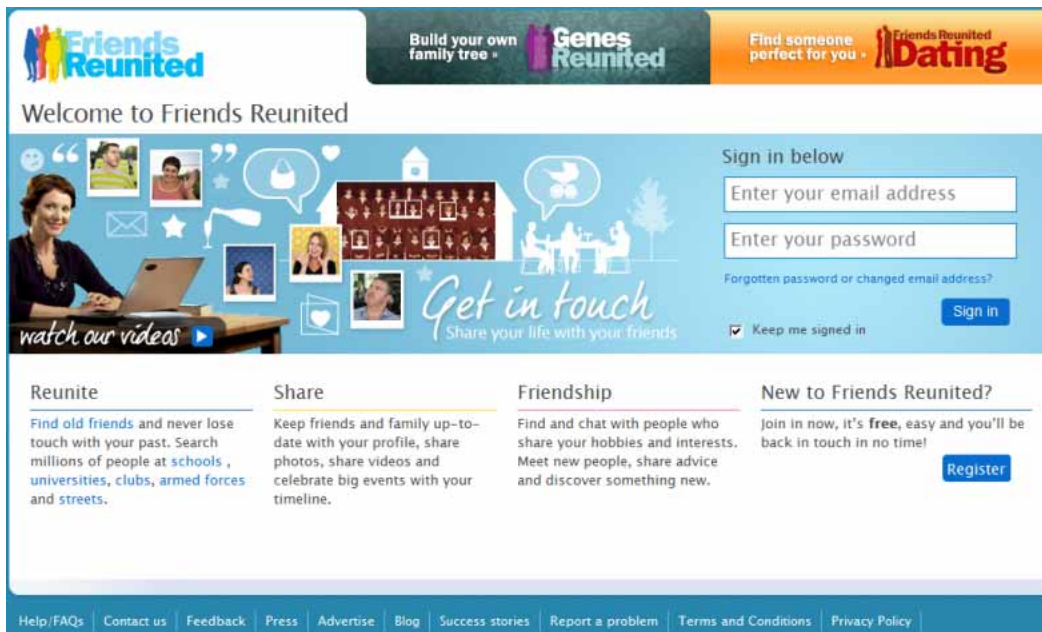 Friends
Reunited
Build your own
family tree »
Genes
Reunited
Find someone
perfect for you »
Friends Reunited
Dating
Welcome to Friends Reunited
Sign in below
Enter your email address
Enter your password
Forgotten password or changed email address?
Sign in
Keep me signed in
Get in touch
Share your life with your friends
watch our videos
Reunite
Find old friends and never lose
touch with your past. Search
millions of people at schools ,
universities, clubs, armed forces
and streets.
Share
Keep friends and family up-to-
date with your profile, share
photos, share videos and
celebrate big events with your
timeline.
Friendship
Find and chat with people who
share your hobbies and interests.
Meet new people, share advice
and discover something new.
New to Friends Reunited?
Join in now, it's free, easy and you'll be
back in touch in no time!
Register
Help/FAQs
Contact us
Feedback
Press
Advertise
Blog
Success stories
Report a problem
Terms and Conditions
Privacy Policy